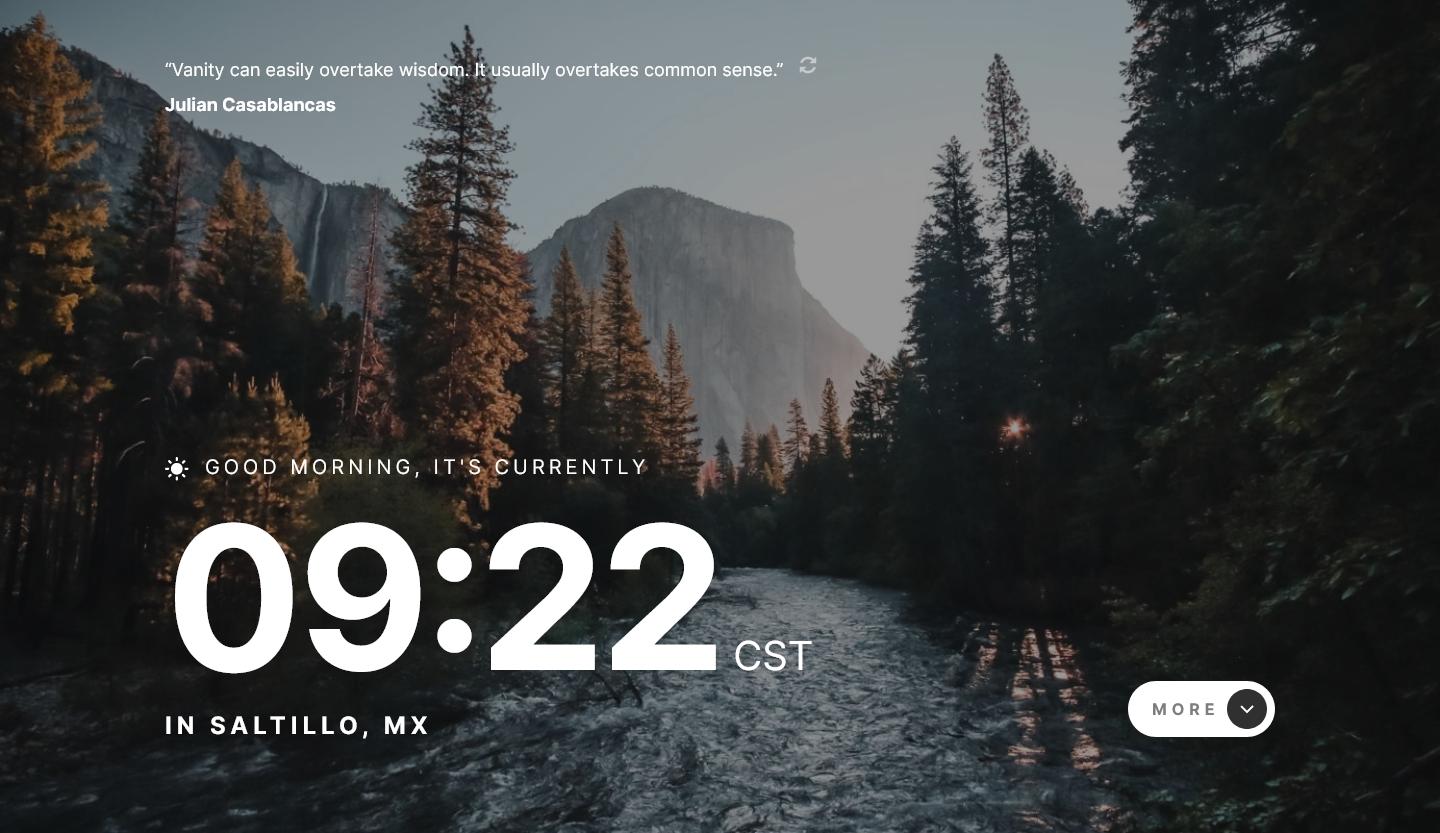 “Vanity can easily overtake wisdom. It usually overtakes common sense.”
Julian Casablancas
GOOD MORNING, IT'S CURRENTLY
09:22 CST
IN SALTILLO, MX
MORE